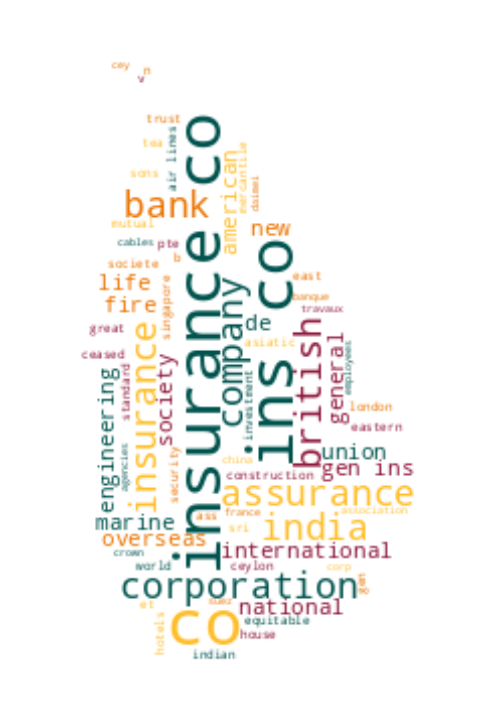 cey
n
v
trust
tea
air lines
sons
insurance co
american
mercantile
daimei
bank
mutual
new
cables
pte
b
societe
life
fire
singapore
ins co
east
banque
travaux
company
de
great
asiatic
ceased
insurance
society
standard
british
general
employees
investment
london
eastern
engineering
agencies
security
union
china
gen ins
construction
assurance
marine
ass
france
association
sri
india
overseas
crown
international
world
ceylon
corp
corporation
gmt
et
suez
national
co
equitable
hotels
house
indian